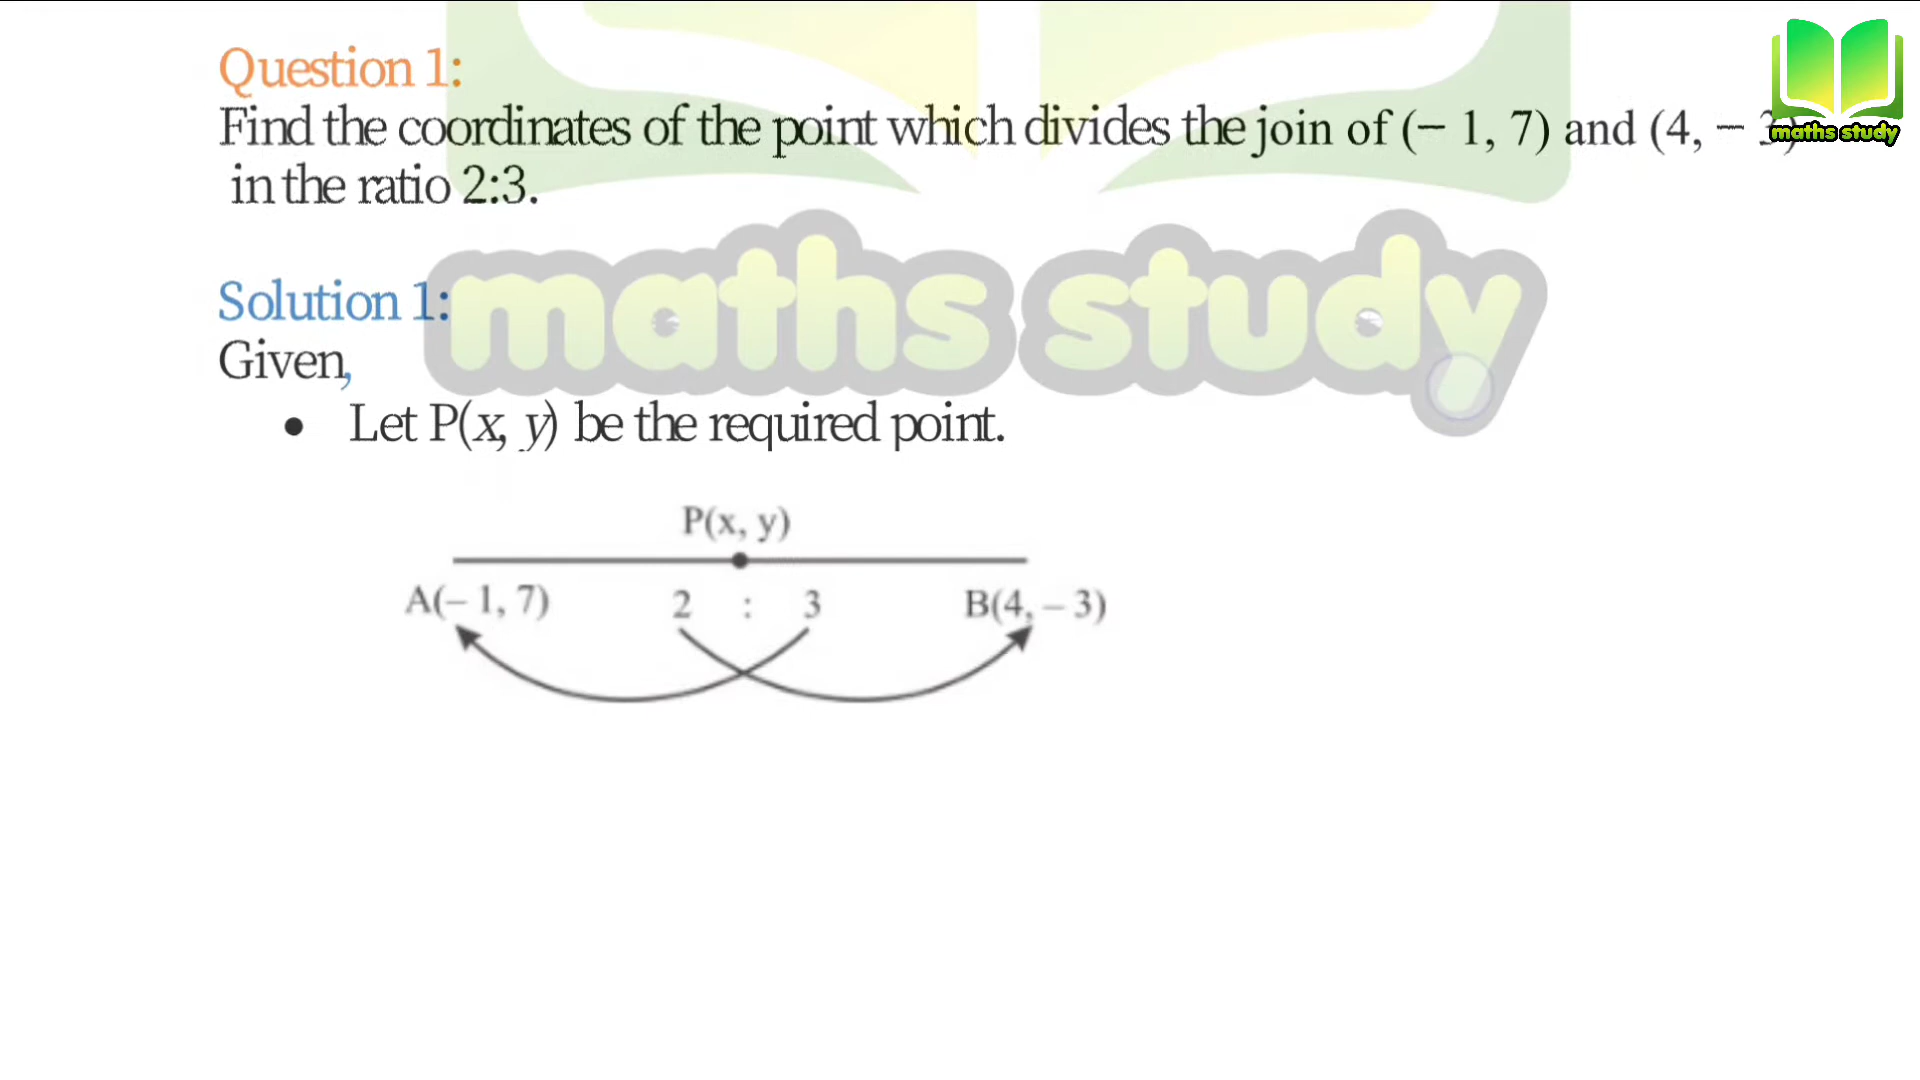 Question 1:
Find the coordinates of the point which divides the join of (− 1, 7) and (4, − 3)
in the ratio 2:3.
maths study
maths study
Solution 1:
Given,
• Let P(x, y) be the required point.
P(x, y)
A(– 1, 7) 2 : 3 B(4, – 3)